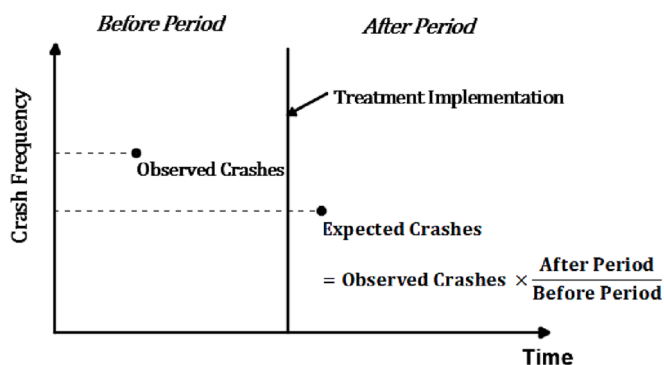 Before Period
After Period
Treatment Implementation
Crash Frequency
Observed Crashes
Expected Crashes
= Observed Crashes × After Period / Before Period
Time